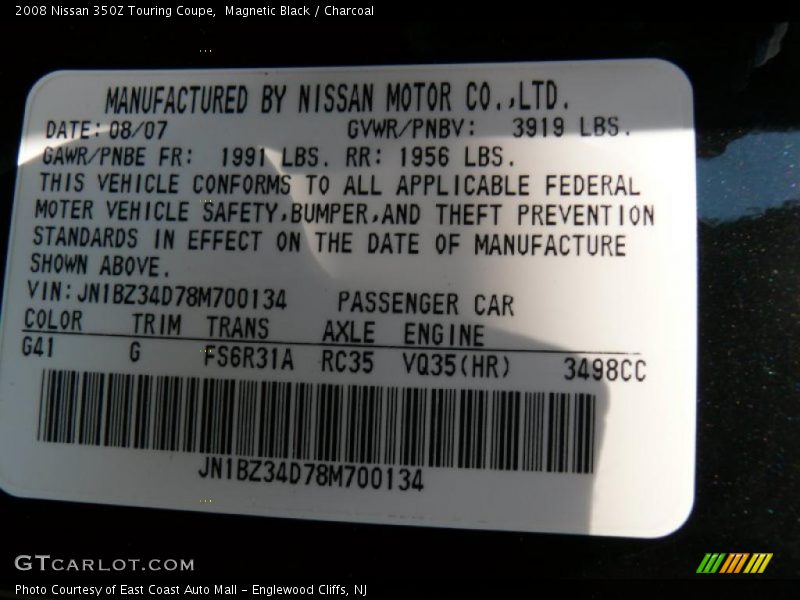 2008 Nissan 350Z Touring Coupe,  Magnetic Black / Charcoal
MANUFACTURED BY NISSAN MOTOR CO.,LTD.
DATE: 08/07 GVWR/PNBV: 3919 LBS.
GAWR/PNBE FR: 1991 LBS. RR: 1956 LBS.
THIS VEHICLE CONFORMS TO ALL APPLICABLE FEDERAL
MOTER VEHICLE SAFETY,BUMPER,AND THEFT PREVENTION
STANDARDS IN EFFECT ON THE DATE OF MANUFACTURE
SHOWN ABOVE.
VIN: JN1BZ34D78M700134 PASSENGER CAR
COLOR TRIM TRANS AXLE ENGINE
G41 G FS6R31A RC35 VQ35(HR) 3498CC
JN1BZ34D78M700134
GTcarlot.com
Photo Courtesy of East Coast Auto Mall - Englewood Cliffs, NJ